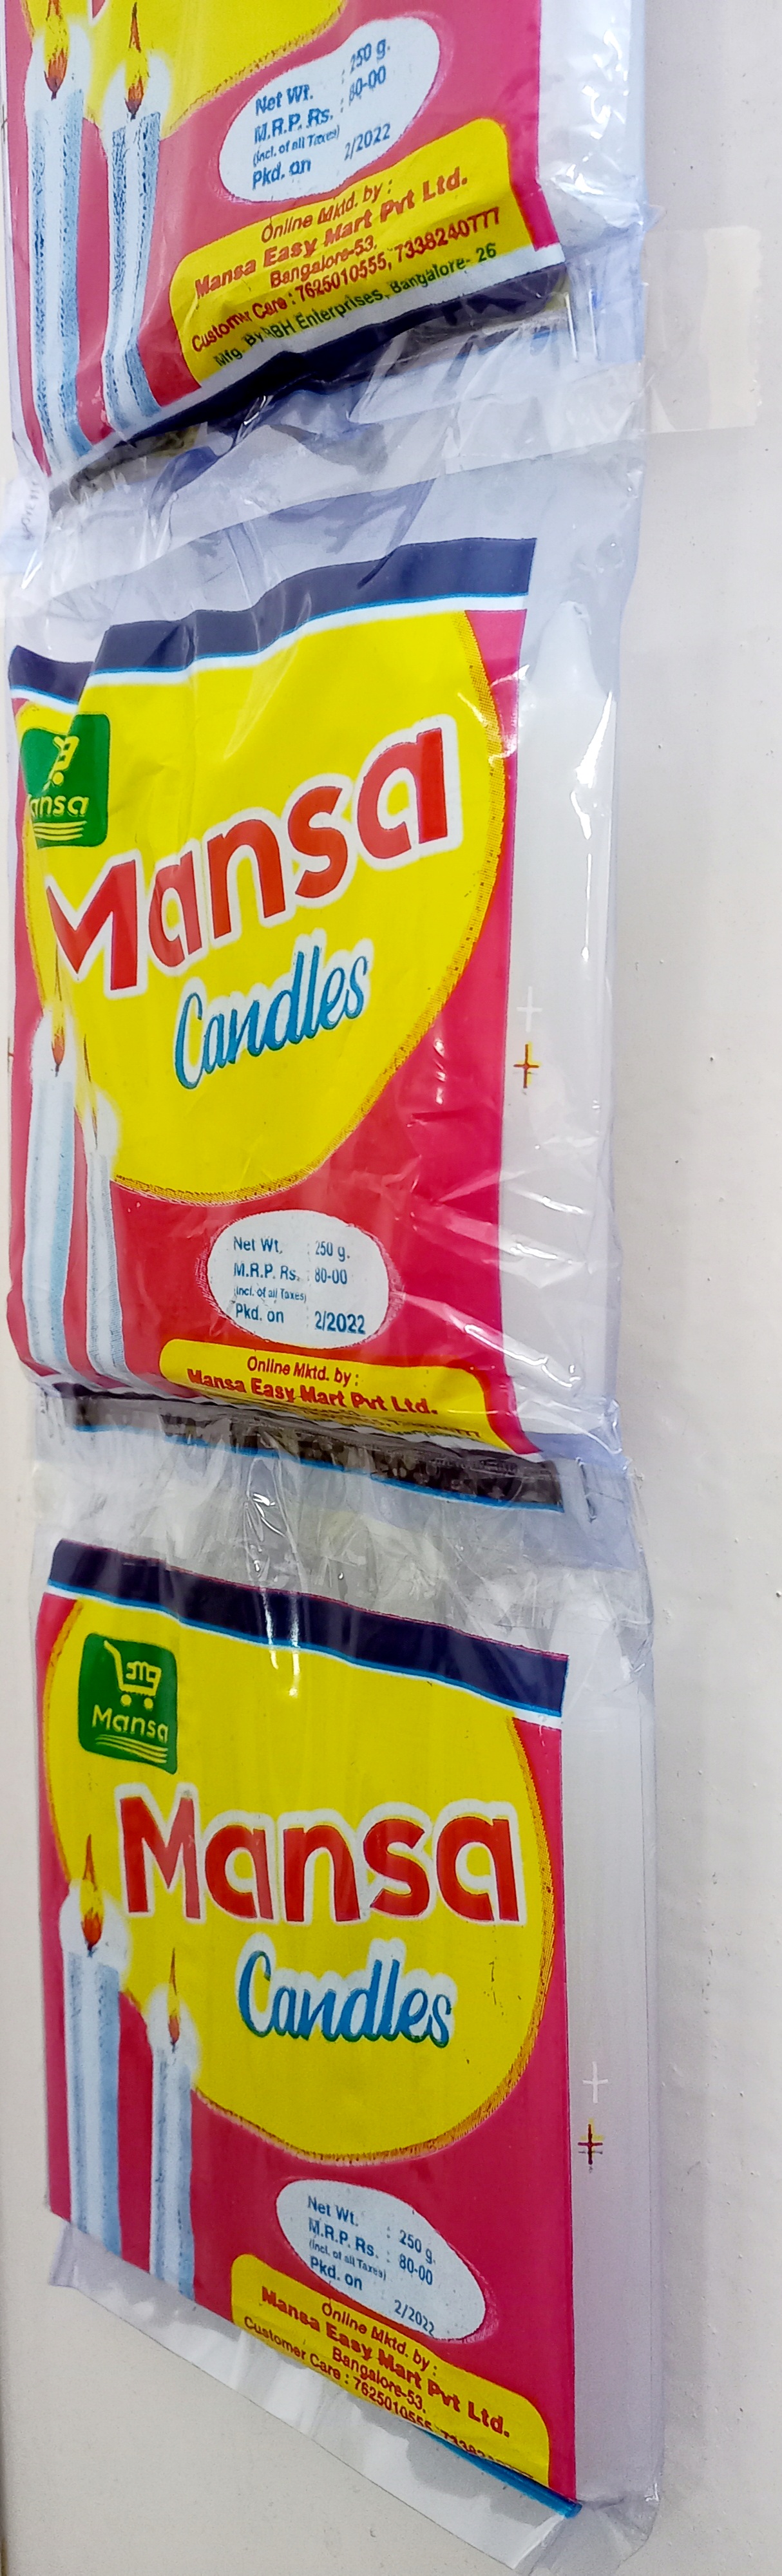 Net Wt. : 250 g.
M.R.P. Rs. : 80-00
(incl. of all Taxes)
Pkd. on 2/2022
Online Mktd. by :
Mansa Easy Mart Pvt Ltd.
Bangalore-53.
Customer Care : 7625010555, 7338240777
Mfg. By BH Enterprises, Bangalore- 26
ansa
Mansa
Candles
Net Wt. : 250 g.
M.R.P. Rs. : 80-00
(incl. of all Taxes)
Pkd. on : 2/2022
Online Mktd. by :
Mansa Easy Mart Pvt Ltd.
Mansa
Mansa
Candles
Net Wt. : 250 g.
M.R.P. Rs. : 80-00
(incl. of all Taxes)
Pkd. on 2/2022
Online Mktd. by :
Mansa Easy Mart Pvt Ltd.
Bangalore-53.
Customer Care : 7625010555,